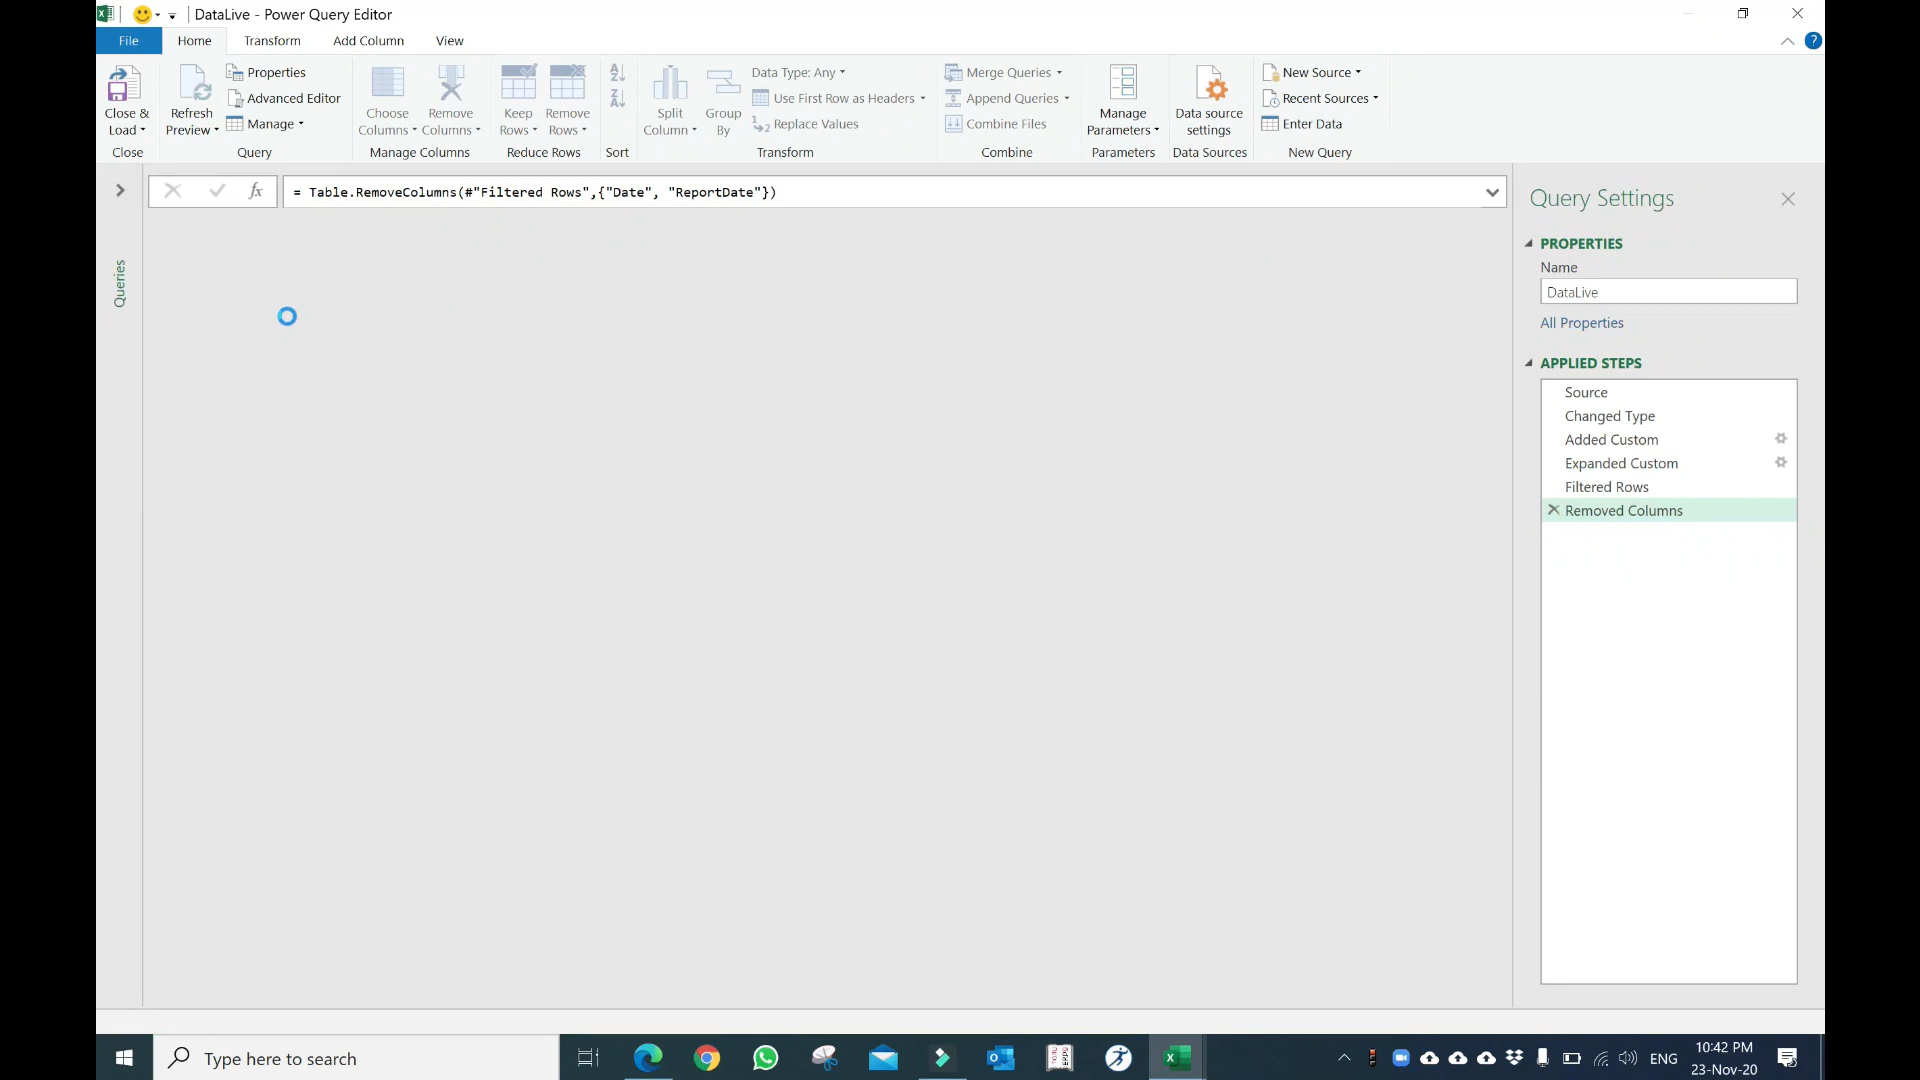 DataLive - Power Query Editor
File Home Transform Add Column View
Close & Load
Close
Refresh Preview
Properties
Advanced Editor
Manage
Query
Choose Columns
Remove Columns
Manage Columns
Keep Rows
Remove Rows
Reduce Rows
Sort
Split Column
Group By
Data Type: Any
Use First Row as Headers
Replace Values
Transform
Merge Queries
Append Queries
Combine Files
Combine
Manage Parameters
Parameters
Data source settings
Data Sources
New Source
Recent Sources
Enter Data
New Query
= Table.RemoveColumns(#"Filtered Rows",{"Date", "ReportDate"})
Queries
Query Settings
PROPERTIES
Name
DataLive
All Properties
APPLIED STEPS
Source
Changed Type
Added Custom
Expanded Custom
Filtered Rows
Removed Columns
Type here to search
ENG
10:42 PM
23-Nov-20